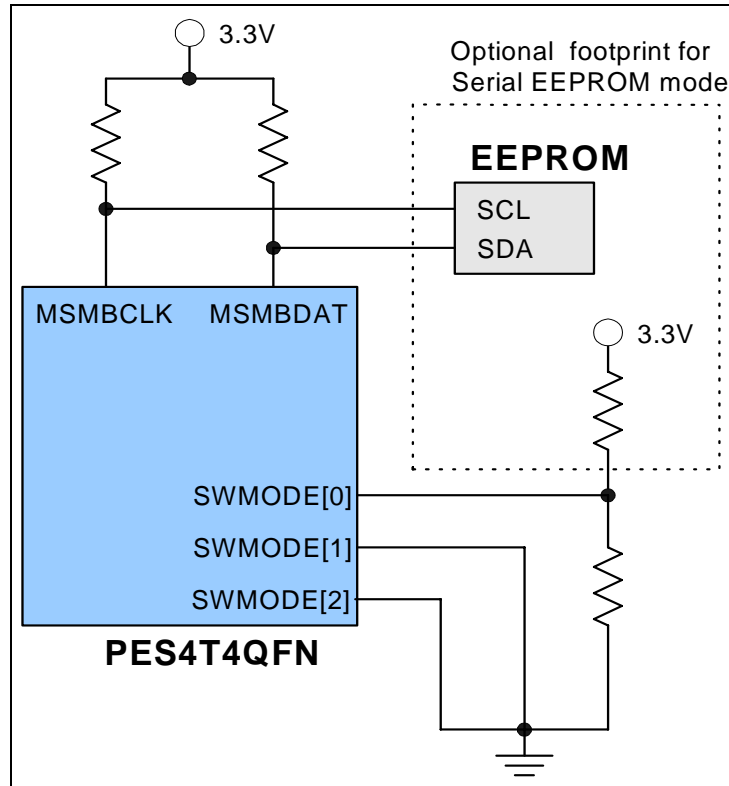 3.3V
Optional footprint for
Serial EEPROM mode
EEPROM
SCL
SDA
MSMBCLK MSMBDAT
3.3V
SWMODE[0]
SWMODE[1]
SWMODE[2]
PES4T4QFN